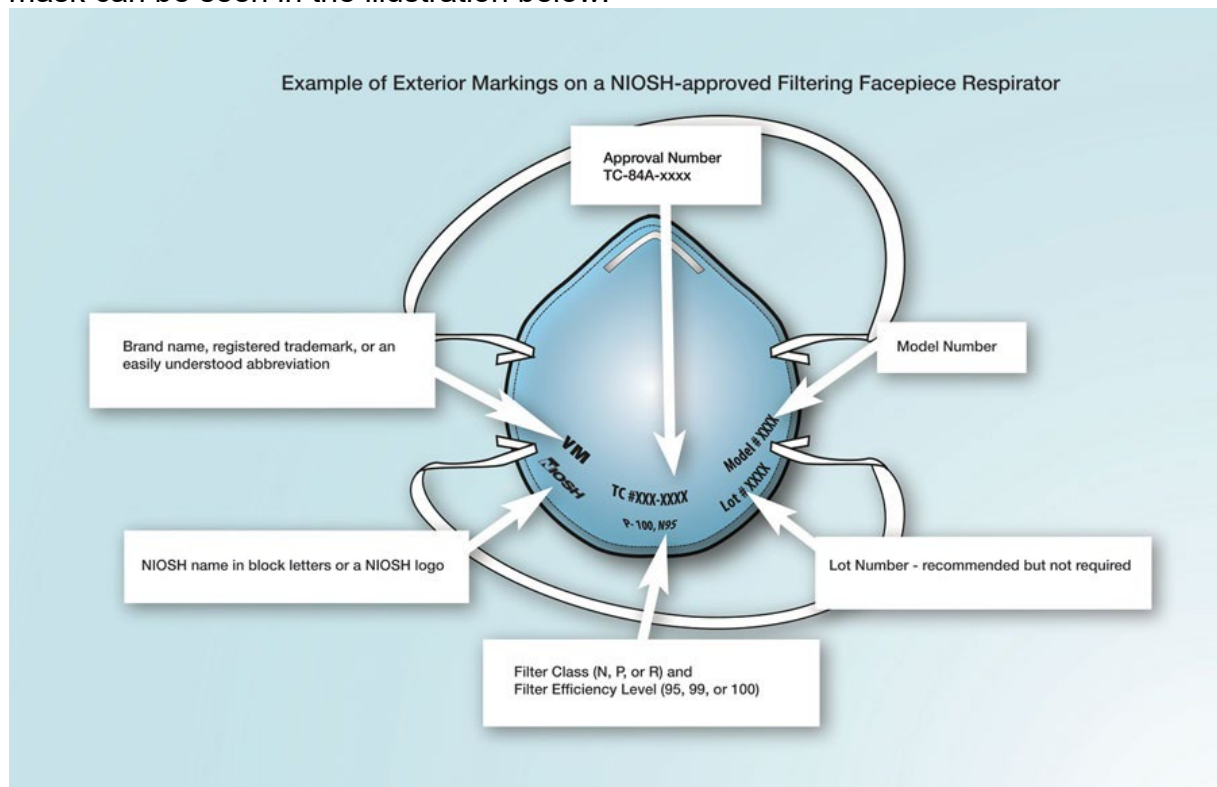 mask can be seen in the illustration below.
Example of Exterior Markings on a NIOSH-approved Filtering Facepiece Respirator
Approval Number
TC-84A-xxxx
Brand name, registered trademark, or an
easily understood abbreviation
Model Number
VM
NIOSH
TC #XXX-XXXX
P-100, N95
Model # XXXX
Lot # XXXX
NIOSH name in block letters or a NIOSH logo
Lot Number - recommended but not required
Filter Class (N, P, or R) and
Filter Efficiency Level (95, 99, or 100)